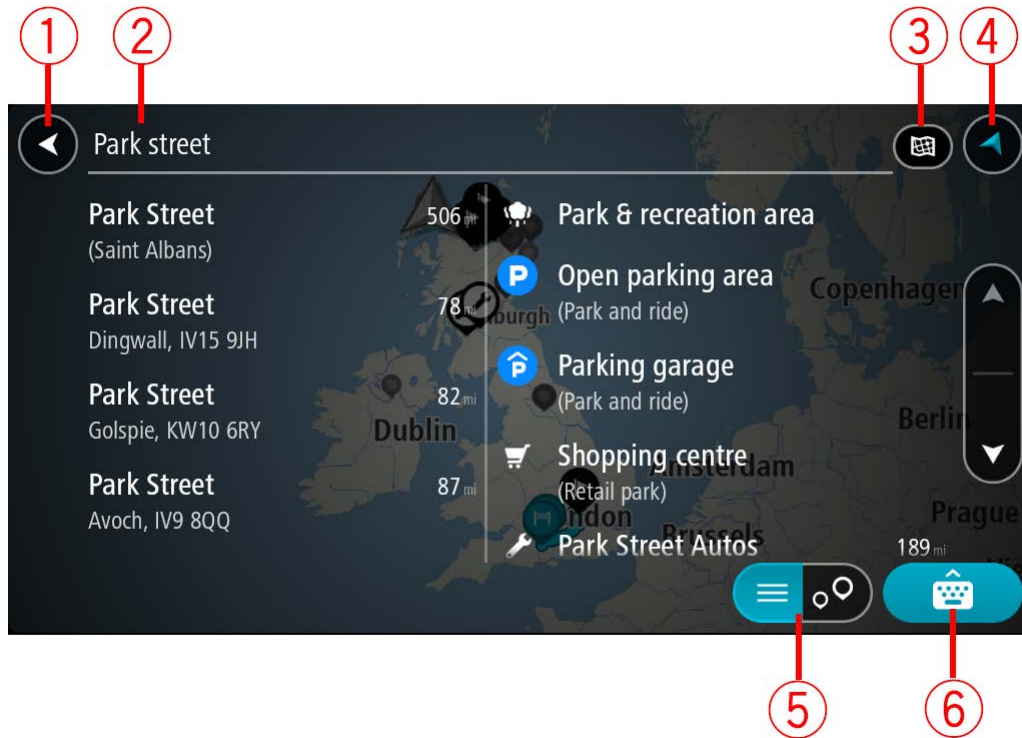 1 2 3 4
Park street
Park Street
(Saint Albans)
506 mi
Park Street
Dingwall, IV15 9JH
78 mi
Park Street
Golspie, KW10 6RY
82 mi
Park Street
Avoch, IV9 8QQ
87 mi
Park & recreation area
P
Open parking area
(Park and ride)
P
Parking garage
(Park and ride)
Shopping centre
(Retail park)
Park Street Autos
189 mi
Copenhagen
Dublin
Berlin
Prague
Brussels
5 6